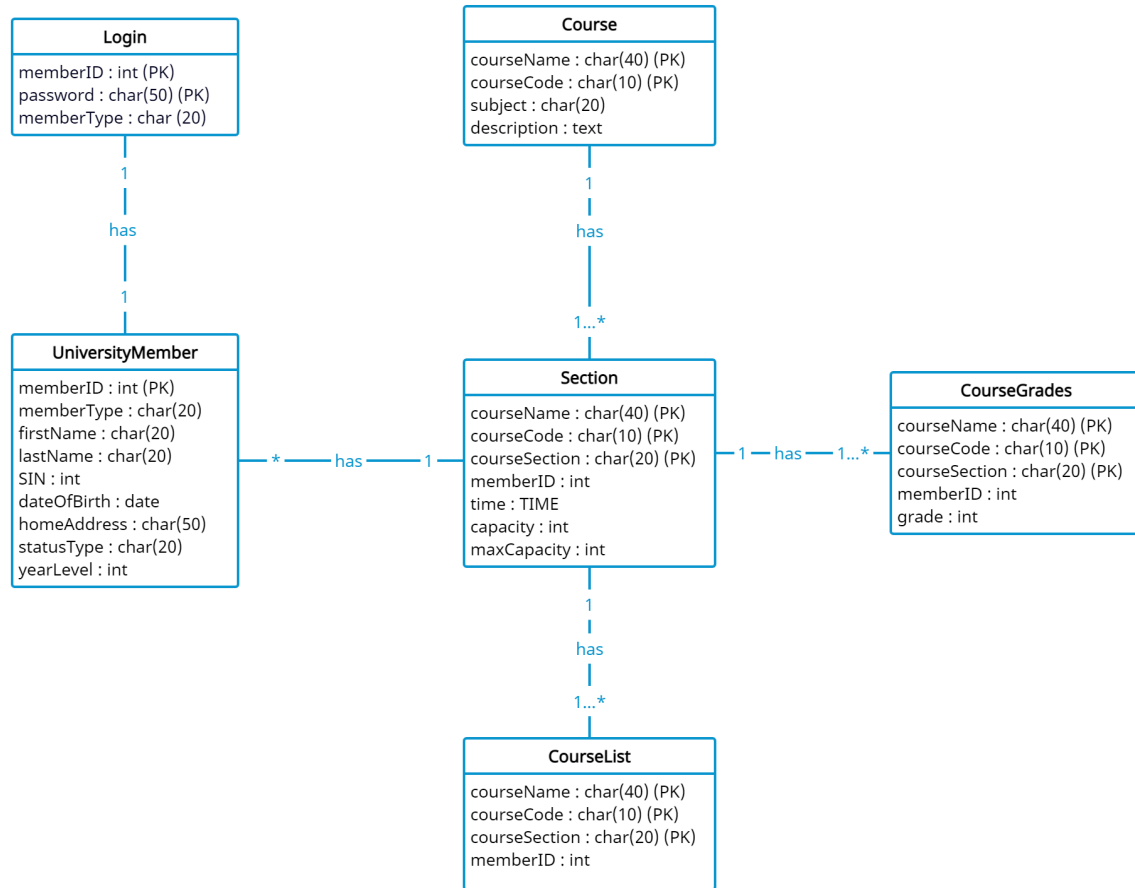 Login
memberID : int (PK)
password : char(50) (PK)
memberType : char (20)
Course
courseName : char(40) (PK)
courseCode : char(10) (PK)
subject : char(20)
description : text
1
has
1
1
has
1...*
UniversityMember
memberID : int (PK)
memberType : char(20)
firstName : char(20)
lastName : char(20)
SIN : int
dateOfBirth : date
homeAddress : char(50)
statusType : char(20)
yearLevel : int
* has 1
Section
courseName : char(40) (PK)
courseCode : char(10) (PK)
courseSection : char(20) (PK)
memberID : int
time : TIME
capacity : int
maxCapacity : int
1 has 1...*
CourseGrades
courseName : char(40) (PK)
courseCode : char(10) (PK)
courseSection : char(20) (PK)
memberID : int
grade : int
1
has
1...*
CourseList
courseName : char(40) (PK)
courseCode : char(10) (PK)
courseSection : char(20) (PK)
memberID : int